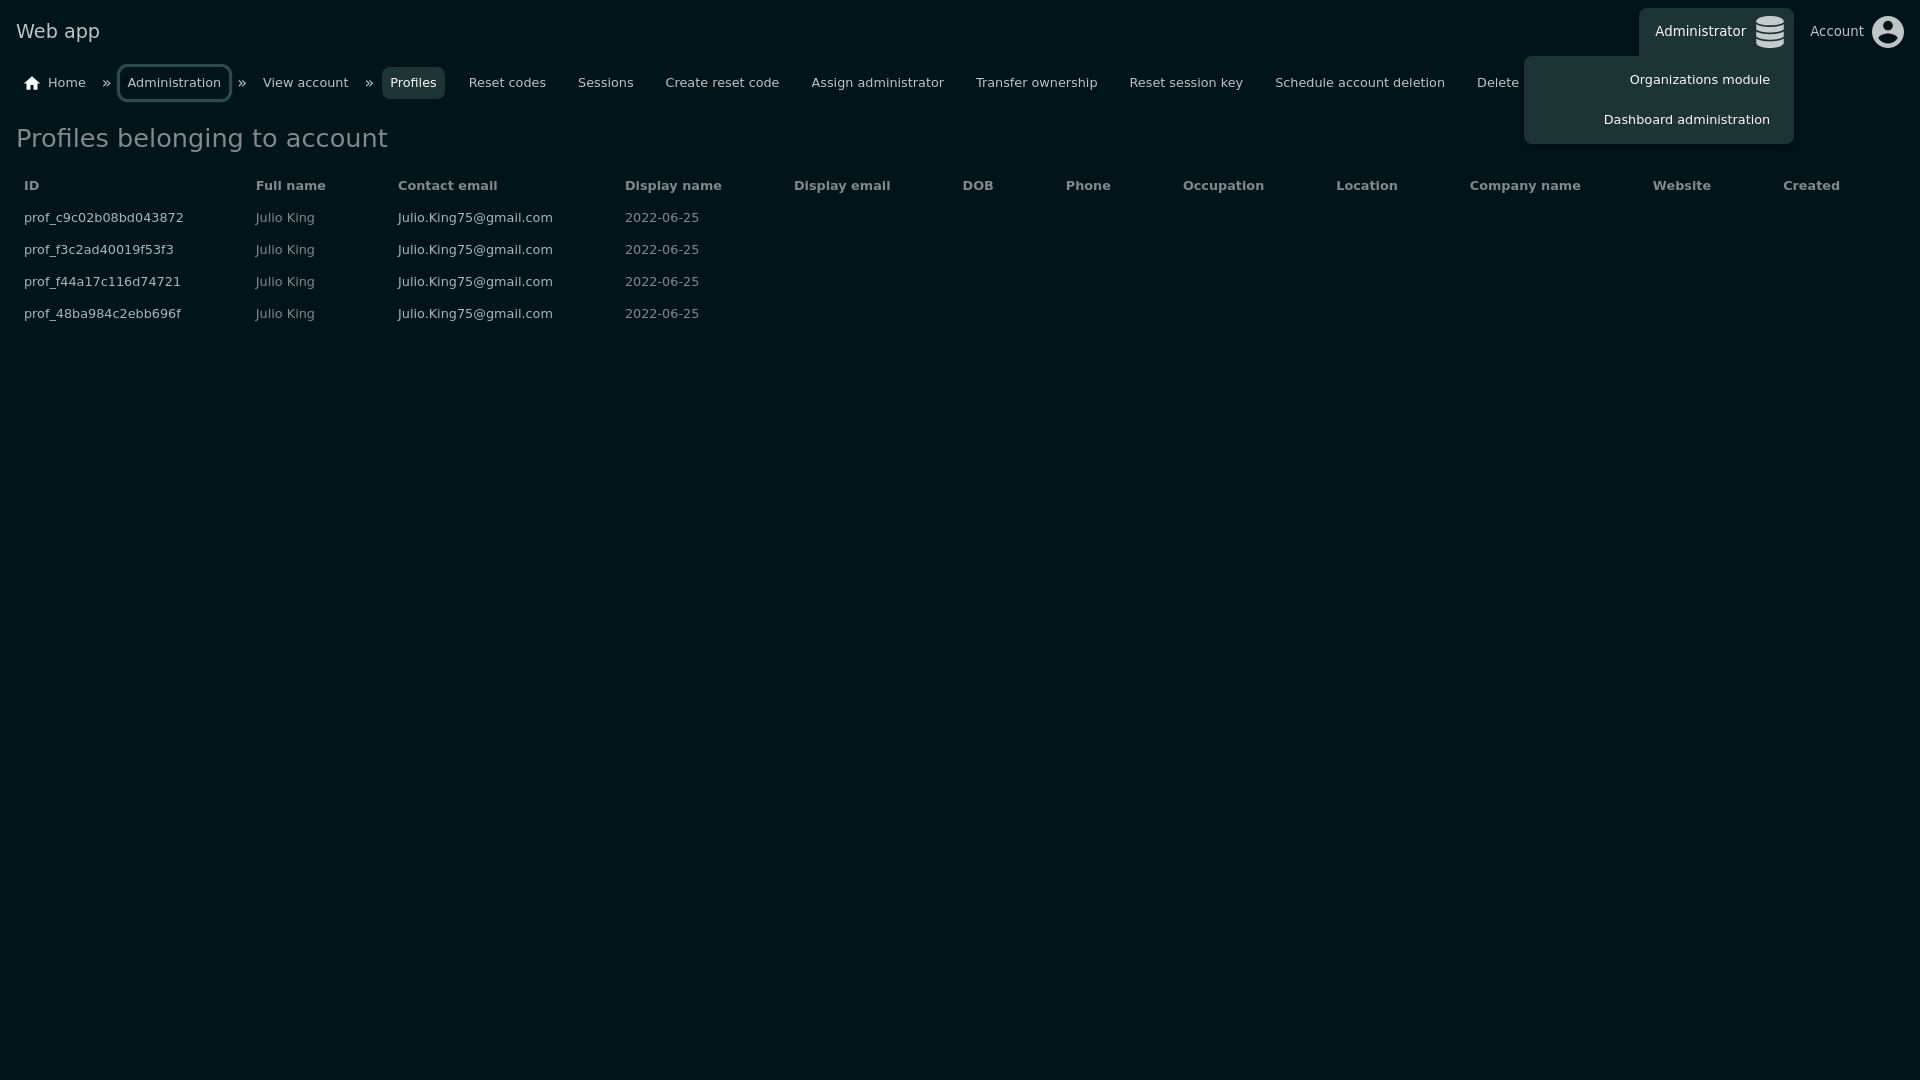 Web app
Administrator
Account
Home » Administration » View account » Profiles Reset codes Sessions Create reset code Assign administrator Transfer ownership Reset session key Schedule account deletion Delete
Organizations module
Dashboard administration
Profiles belonging to account
ID Full name Contact email Display name Display email DOB Phone Occupation Location Company name Website Created
prof_c9c02b08bd043872 Julio King Julio.King75@gmail.com 2022-06-25
prof_f3c2ad40019f53f3 Julio King Julio.King75@gmail.com 2022-06-25
prof_f44a17c116d74721 Julio King Julio.King75@gmail.com 2022-06-25
prof_48ba984c2ebb696f Julio King Julio.King75@gmail.com 2022-06-25